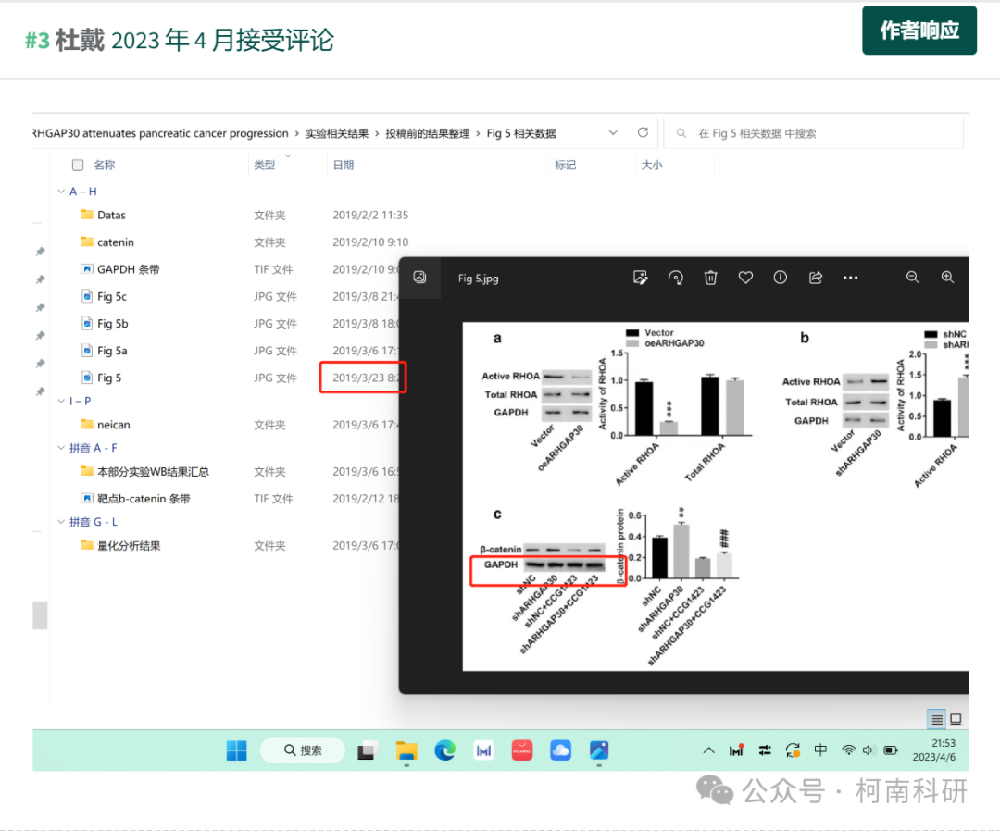 #3 杜戴 2023 年 4 月接受评论
作者响应
RHGAP30 attenuates pancreatic cancer progression › 实验相关结果 › 投稿前的结果整理 › Fig 5 相关数据
在 Fig 5 相关数据 中搜索
名称 类型 日期 标记 大小
A – H
Datas 文件夹 2019/2/2 11:35
catenin 文件夹 2019/2/10 9:10
GAPDH 条带 TIF 文件 2019/2/10 9:0
Fig 5c JPG 文件 2019/3/8 21:4
Fig 5b JPG 文件 2019/3/8 18:0
Fig 5a JPG 文件 2019/3/6 17:
Fig 5 JPG 文件 2019/3/23 8:2
I – P
neican 文件夹 2019/3/6 17:4
拼音 A - F
本部分实验WB结果汇总 文件夹 2019/3/6 16:5
靶点b-catenin 条带 TIF 文件 2019/2/12 18
拼音 G - L
量化分析结果 文件夹 2019/3/6 17:0
Fig 5.jpg
a
Vector
oeARHGAP30
Active RHOA
Total RHOA
GAPDH
Vector
oeARHGAP30
Activity of RHOA
1.5
1.0
0.5
0.0
***
Active RHOA
Total RHOA
b
shNC
shARH
Active RHOA
Total RHOA
GAPDH
Vector
shARHGAP30
Activity of RHOA
2.0
1.5
1.0
0.5
0.0
***
Active RHOA
c
β-catenin
GAPDH
shNC
shARHGAP30
shNC+CCG1423
shARHGAP30+CCG1423
β-catenin protein
0.6
0.4
0.2
0.0
**
###
shNC
shARHGAP30
shNC+CCG1423
shARHGAP30+CCG1423
搜索
中
21:53
2023/4/6
公众号 · 柯南科研